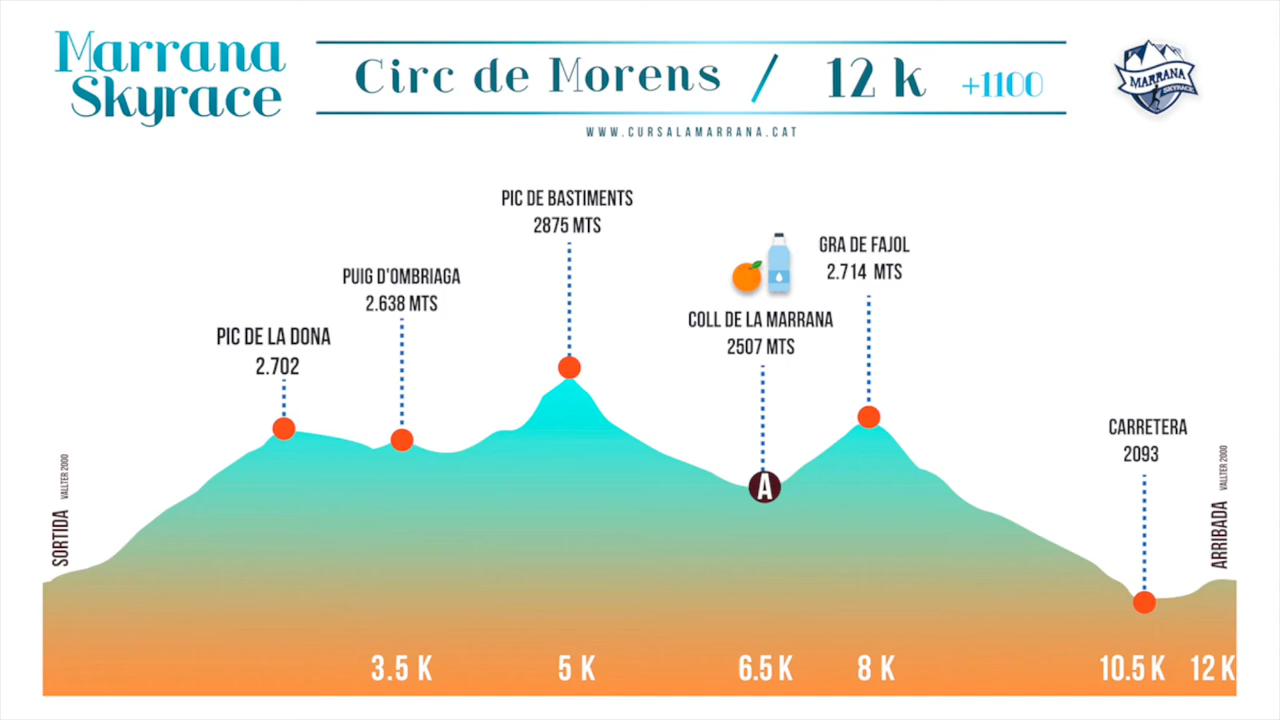 Marrana
Skyrace
Circ de Morens / 12 k +1100
WWW.CURSALAMARRANA.CAT
MARRANA
SKYRACE
PIC DE BASTIMENTS
2875 MTS
GRA DE FAJOL
2.714 MTS
PUIG D'OMBRIAGA
2.638 MTS
COLL DE LA MARRANA
2507 MTS
PIC DE LA DONA
2.702
CARRETERA
2093
SORTIDA VALLTER 2000
ARRIBADA VALLTER 2000
A
3.5 K 5 K 6.5 K 8 K 10.5 K 12 K